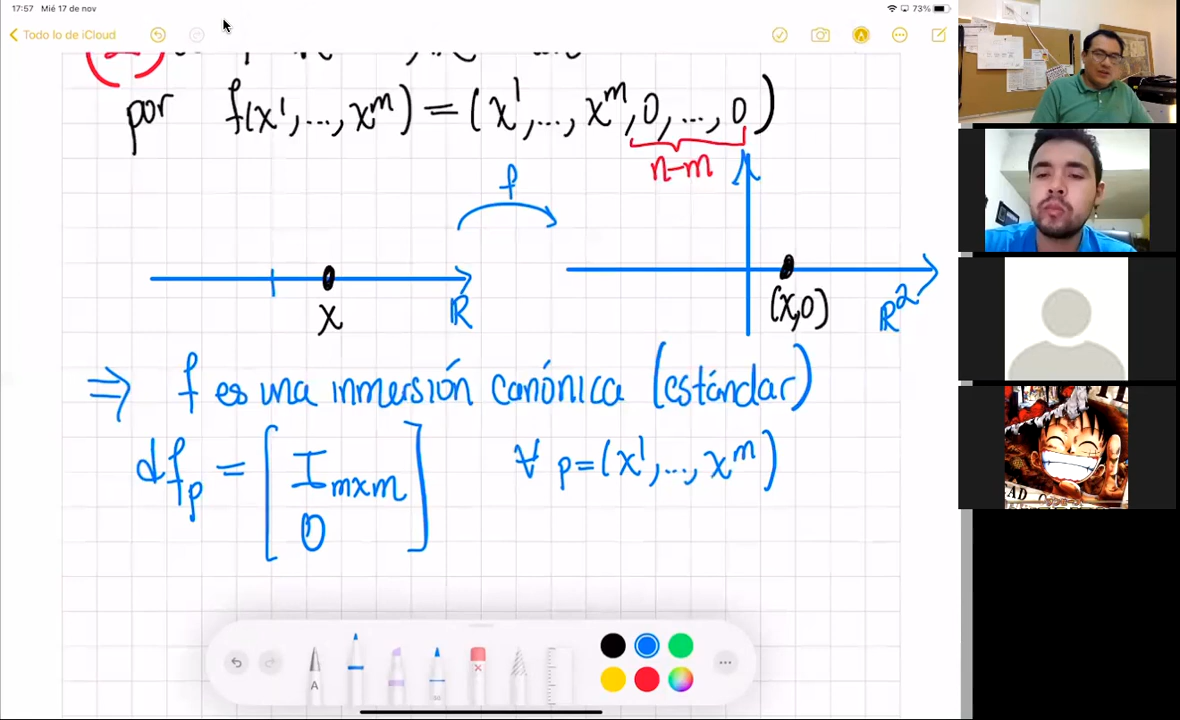 17:57 Mié 17 de nov
73%
Todo lo de iCloud
por f(x¹,...,xᵐ) = (x¹,...,xᵐ,0,...,0)
n-m
f
x
ℝ
(x,0)
ℝ²
⇒ f es una inmersión canónica (estándar)
df_p = [ I_{m×m} 0 ] ∀ p=(x¹,...,xᵐ)
A